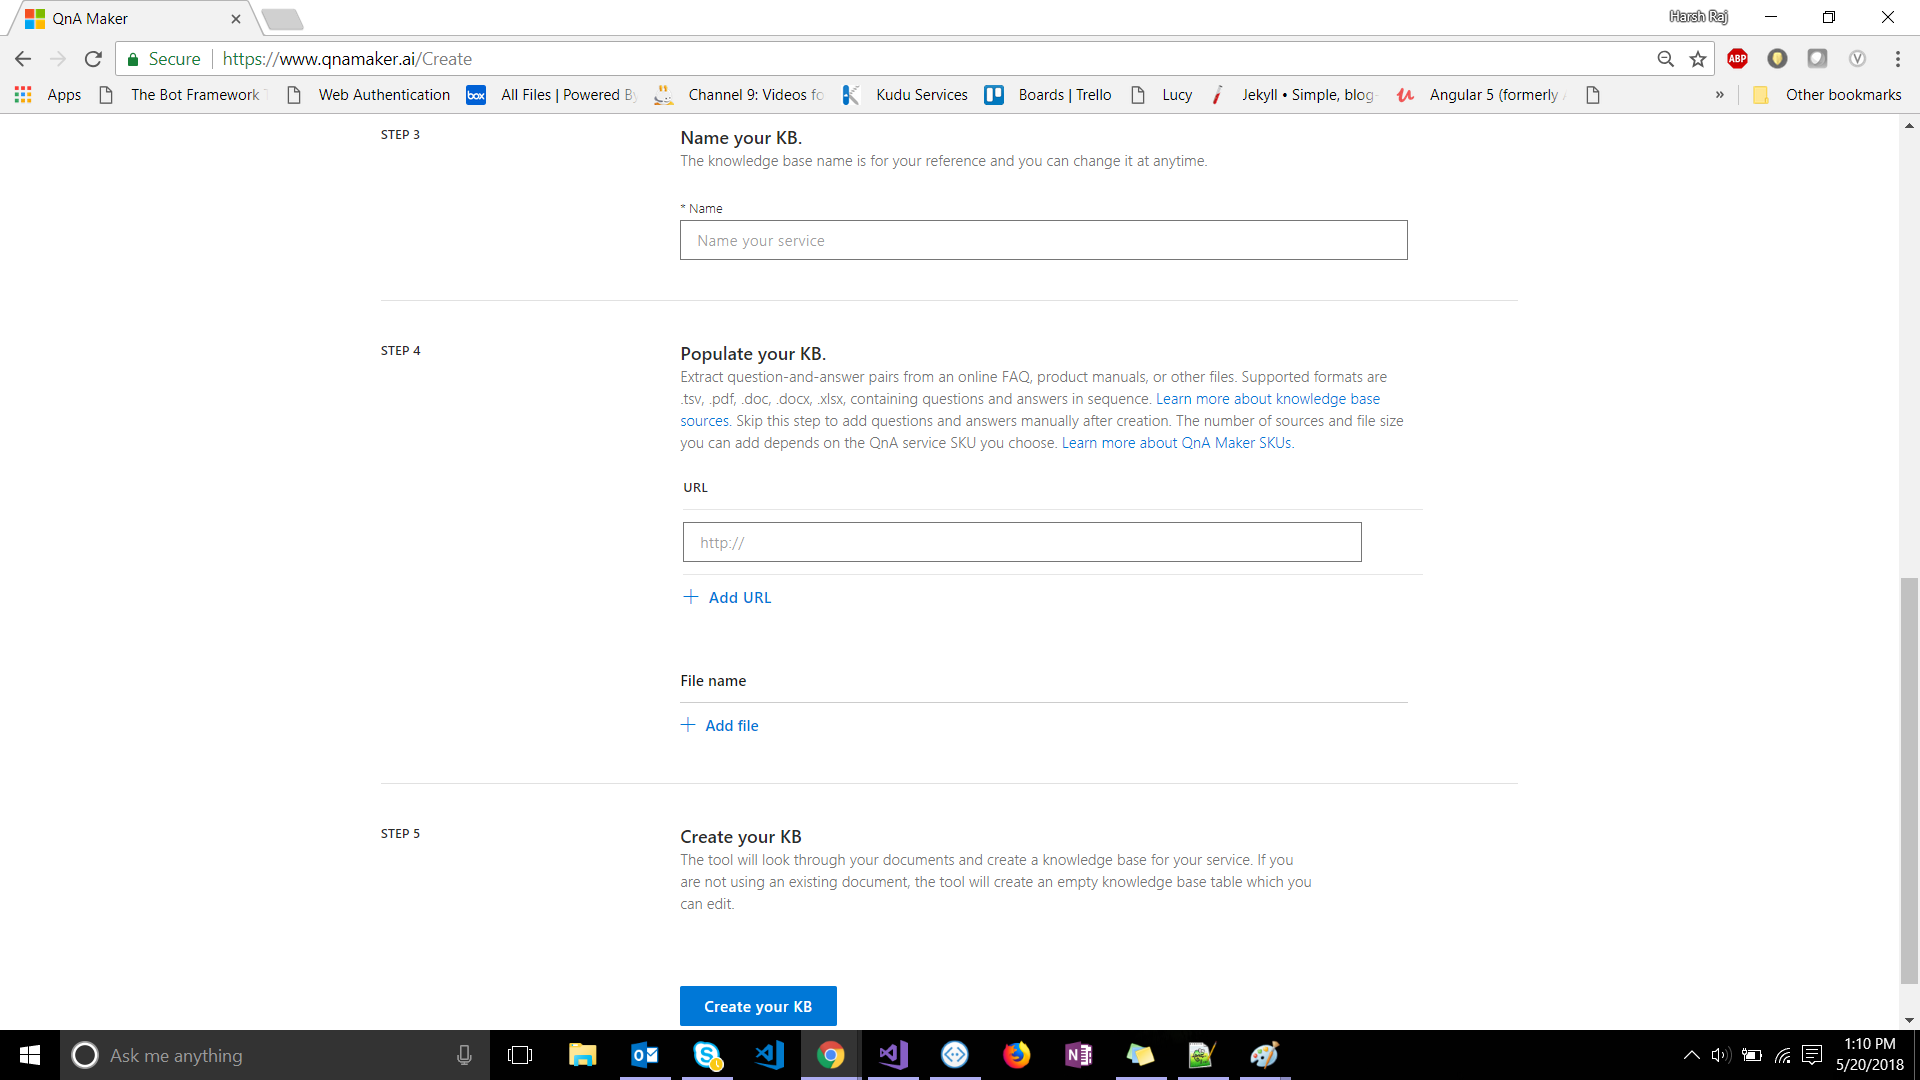 QnA Maker
Harsh Raj
Secure
https://www.qnamaker.ai/Create
ABP
Apps
The Bot Framework
Web Authentication
box
All Files | Powered By
Channel 9: Videos fo
Kudu Services
Boards | Trello
Lucy
Jekyll • Simple, blog-
Angular 5 (formerly
»
Other bookmarks
STEP 3
Name your KB.
The knowledge base name is for your reference and you can change it at anytime.
* Name
Name your service
STEP 4
Populate your KB.
Extract question-and-answer pairs from an online FAQ, product manuals, or other files. Supported formats are
.tsv, .pdf, .doc, .docx, .xlsx, containing questions and answers in sequence. Learn more about knowledge base
sources. Skip this step to add questions and answers manually after creation. The number of sources and file size
you can add depends on the QnA service SKU you choose. Learn more about QnA Maker SKUs.
URL
http://
Add URL
File name
Add file
STEP 5
Create your KB
The tool will look through your documents and create a knowledge base for your service. If you
are not using an existing document, the tool will create an empty knowledge base table which you
can edit.
Create your KB
Ask me anything
1:10 PM
5/20/2018